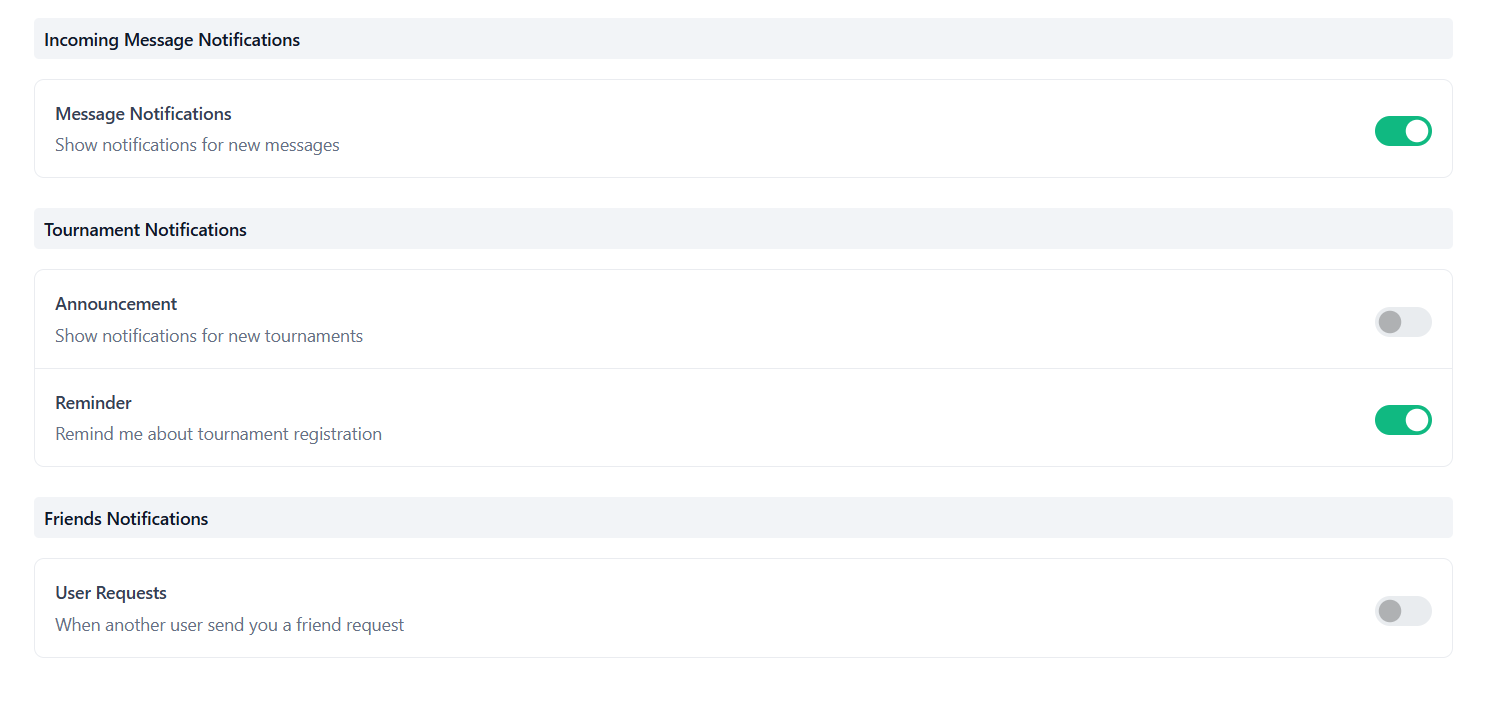 Incoming Message Notifications
Message Notifications
Show notifications for new messages
Tournament Notifications
Announcement
Show notifications for new tournaments
Reminder
Remind me about tournament registration
Friends Notifications
User Requests
When another user send you a friend request